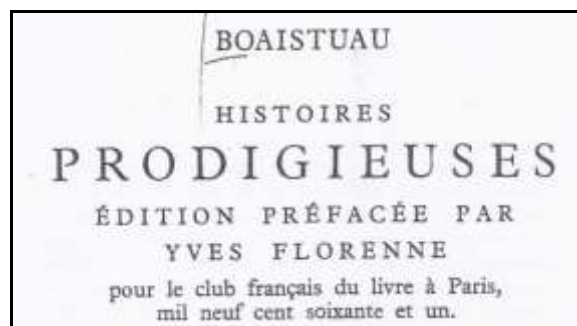 BOAISTUAU
HISTOIRES
PRODIGIEUSES
ÉDITION PRÉFACÉE PAR
YVES FLORENNE
pour le club français du livre à Paris,
mil neuf cent soixante et un.